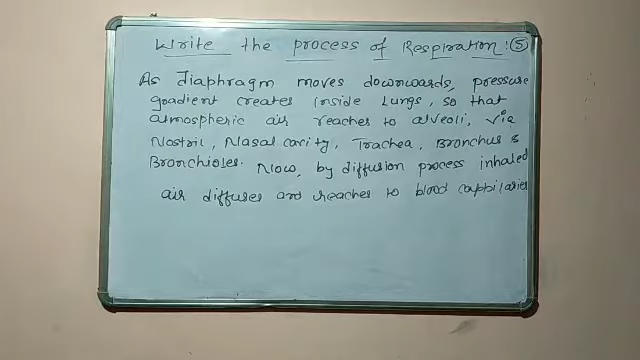 Write the process of Respiration: 5
As Diaphragm moves downwards, pressure
gradient creates inside Lungs, so that
atmospheric air reaches to alveoli, via
Nostril, Nasal cavity, Trachea, Bronchus &
Bronchioles. Now, by diffusion process inhaled
air diffuses and reaches to blood cappilaries